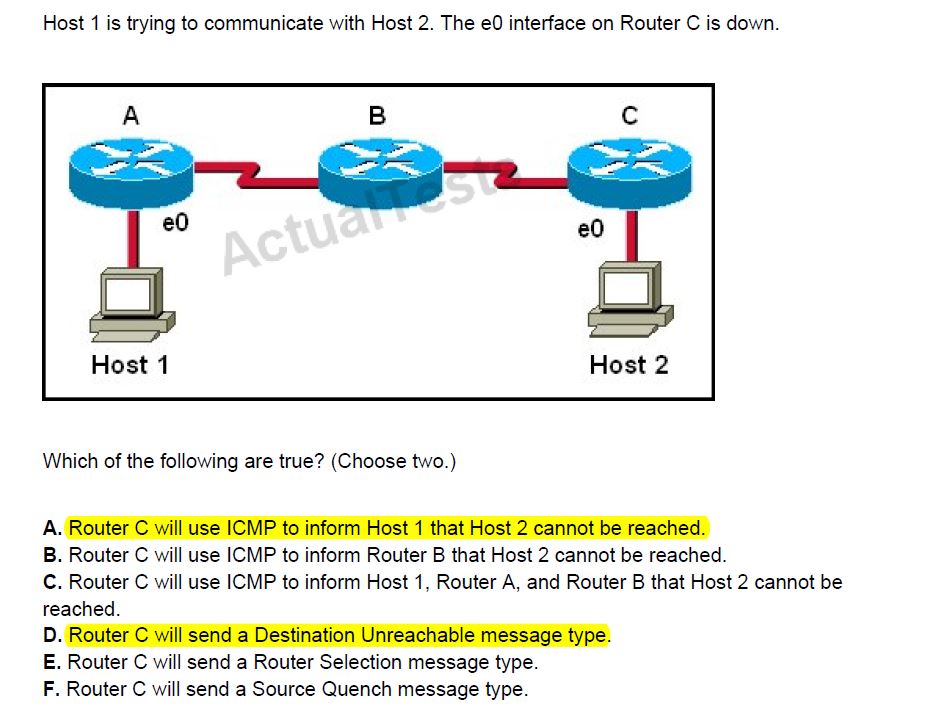 Host 1 is trying to communicate with Host 2. The e0 interface on Router C is down.
A B C
ActualTests
e0 e0
Host 1 Host 2
Which of the following are true? (Choose two.)
A. Router C will use ICMP to inform Host 1 that Host 2 cannot be reached.
B. Router C will use ICMP to inform Router B that Host 2 cannot be reached.
C. Router C will use ICMP to inform Host 1, Router A, and Router B that Host 2 cannot be
reached.
D. Router C will send a Destination Unreachable message type.
E. Router C will send a Router Selection message type.
F. Router C will send a Source Quench message type.